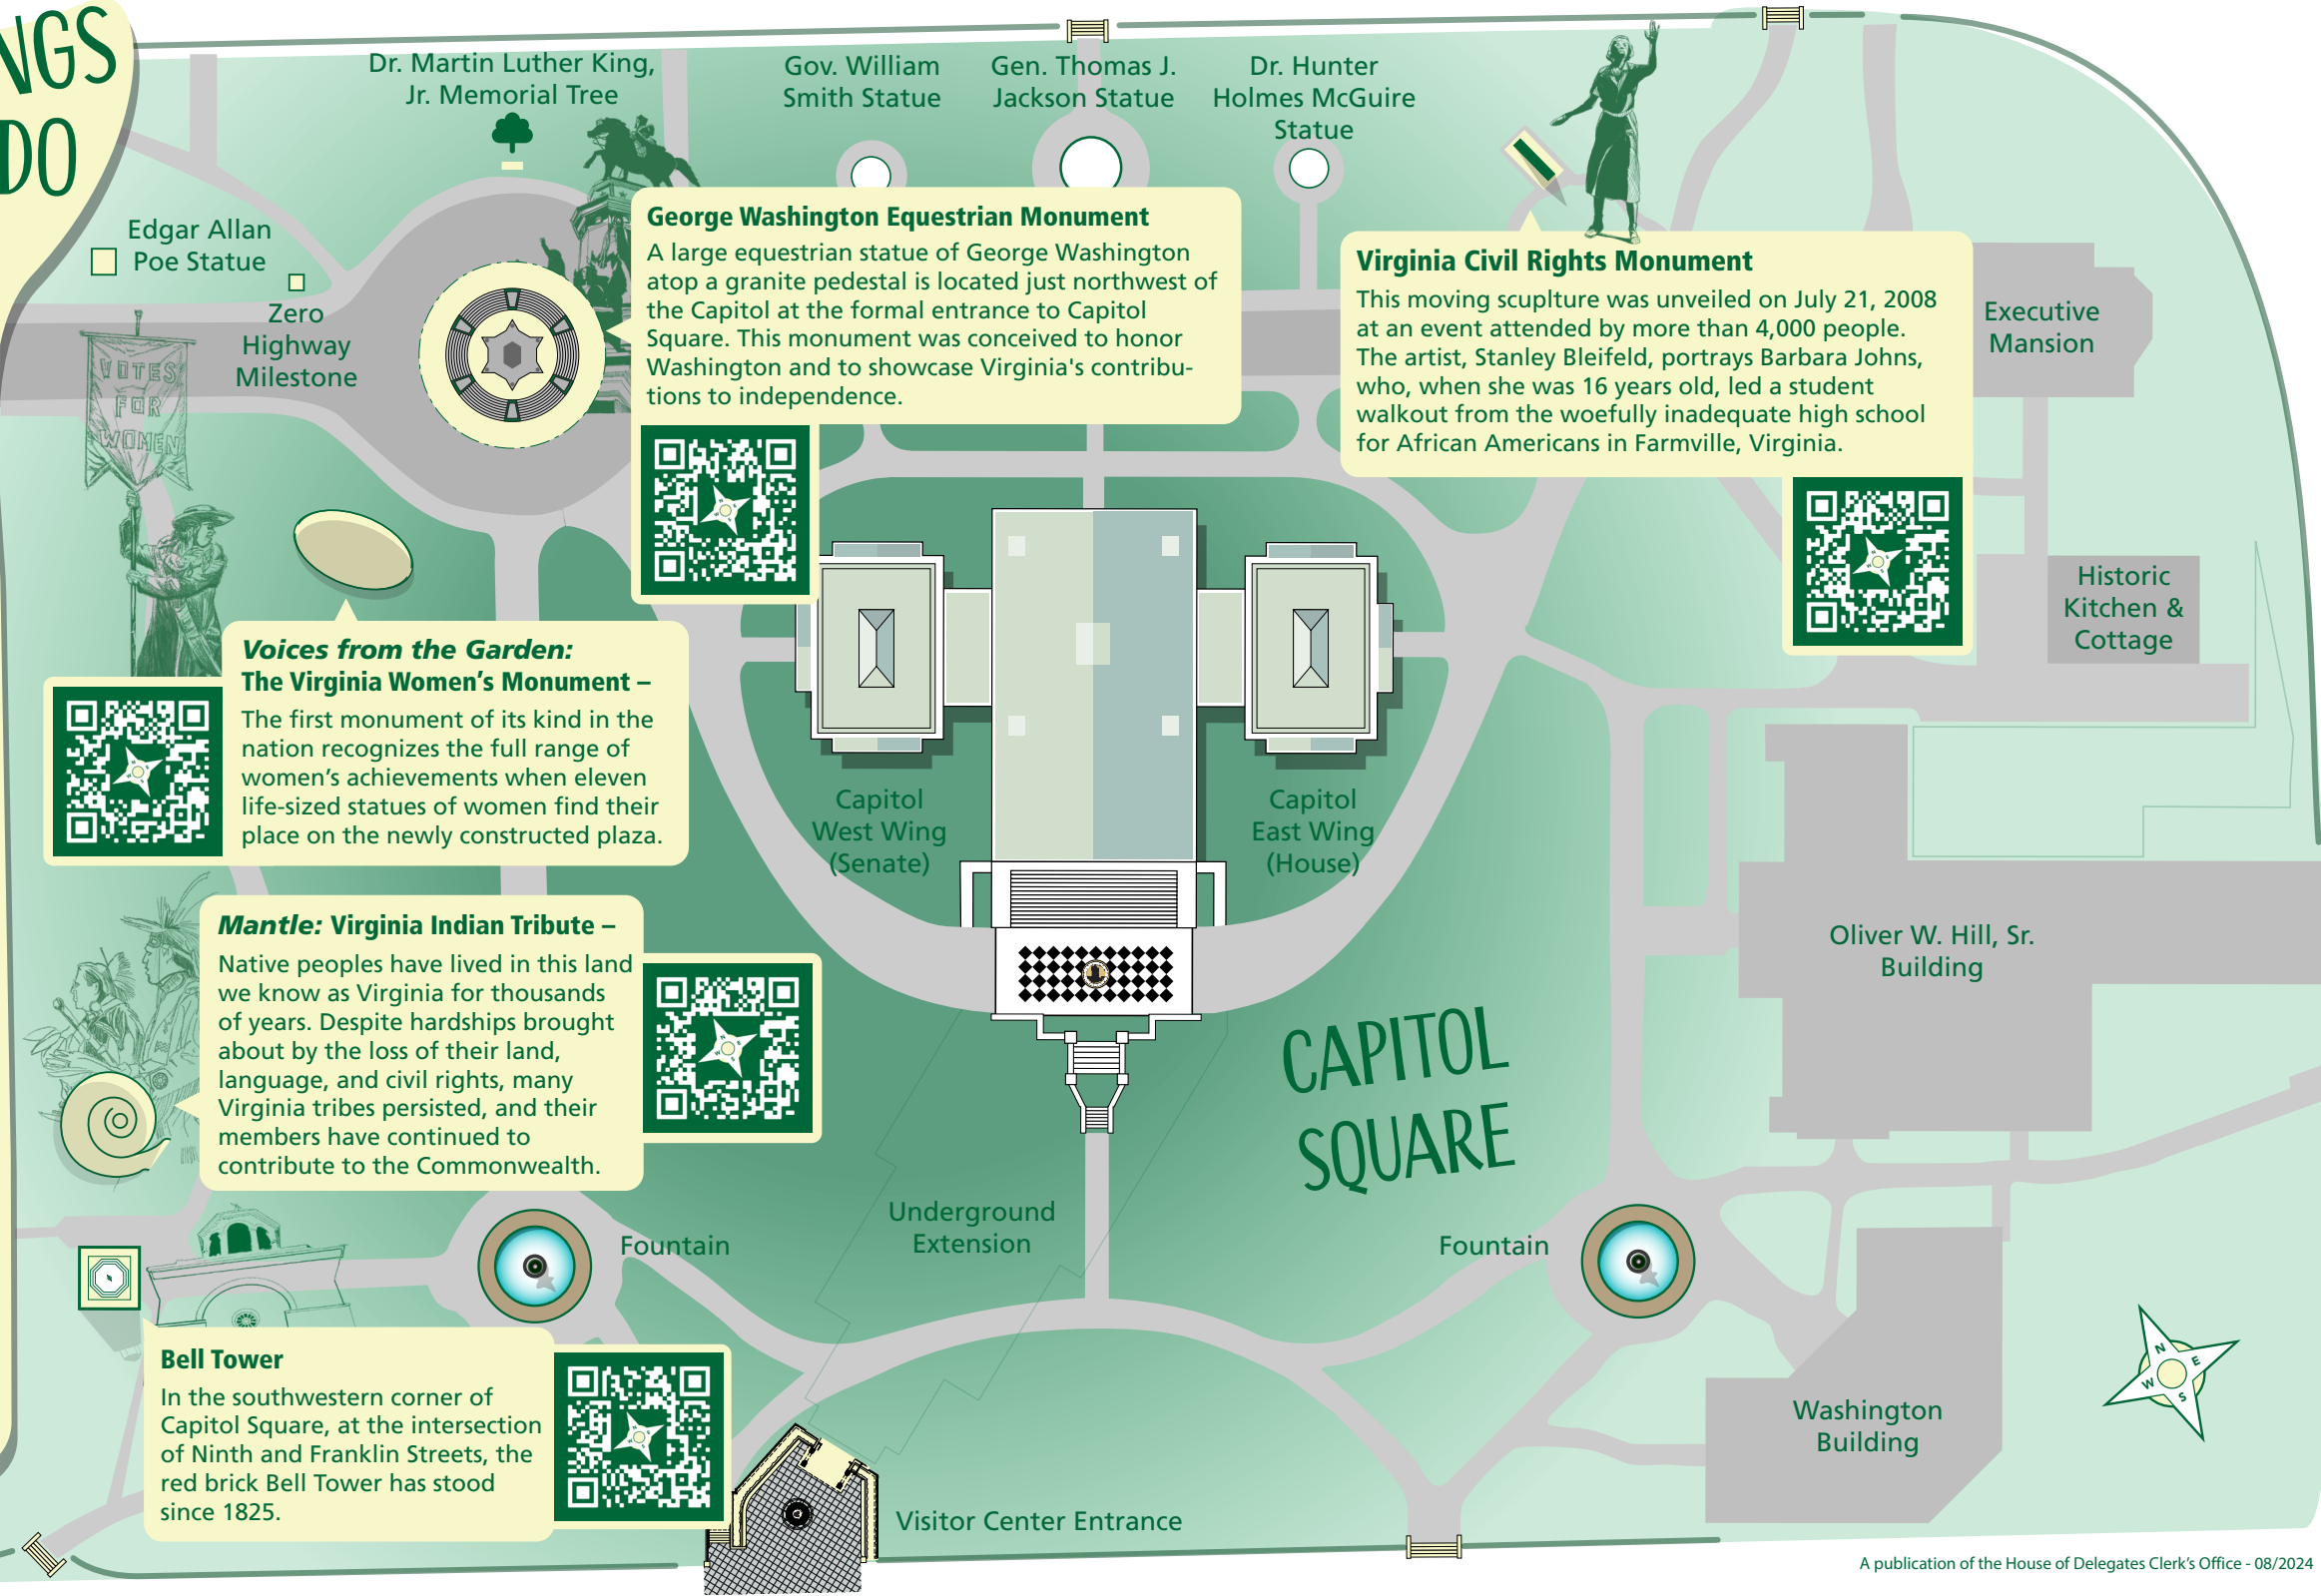 NGS
DO
Dr. Martin Luther King,
Jr. Memorial Tree
Gov. William
Smith Statue
Gen. Thomas J.
Jackson Statue
Dr. Hunter
Holmes McGuire
Statue
Edgar Allan
Poe Statue
Zero
Highway
Milestone
VOTES
FOR
WOMEN
George Washington Equestrian Monument
A large equestrian statue of George Washington
atop a granite pedestal is located just northwest of
the Capitol at the formal entrance to Capitol
Square. This monument was conceived to honor
Washington and to showcase Virginia's contribu-
tions to independence.
Virginia Civil Rights Monument
This moving scuplture was unveiled on July 21, 2008
at an event attended by more than 4,000 people.
The artist, Stanley Bleifeld, portrays Barbara Johns,
who, when she was 16 years old, led a student
walkout from the woefully inadequate high school
for African Americans in Farmville, Virginia.
Executive
Mansion
Historic
Kitchen &
Cottage
Voices from the Garden:
The Virginia Women's Monument –
The first monument of its kind in the
nation recognizes the full range of
women's achievements when eleven
life-sized statues of women find their
place on the newly constructed plaza.
Capitol
West Wing
(Senate)
Capitol
East Wing
(House)
Mantle: Virginia Indian Tribute –
Native peoples have lived in this land
we know as Virginia for thousands
of years. Despite hardships brought
about by the loss of their land,
language, and civil rights, many
Virginia tribes persisted, and their
members have continued to
contribute to the Commonwealth.
Oliver W. Hill, Sr.
Building
CAPITOL
SQUARE
Underground
Extension
Fountain
Fountain
Bell Tower
In the southwestern corner of
Capitol Square, at the intersection
of Ninth and Franklin Streets, the
red brick Bell Tower has stood
since 1825.
Washington
Building
N
E
W
S
Visitor Center Entrance
A publication of the House of Delegates Clerk's Office - 08/2024